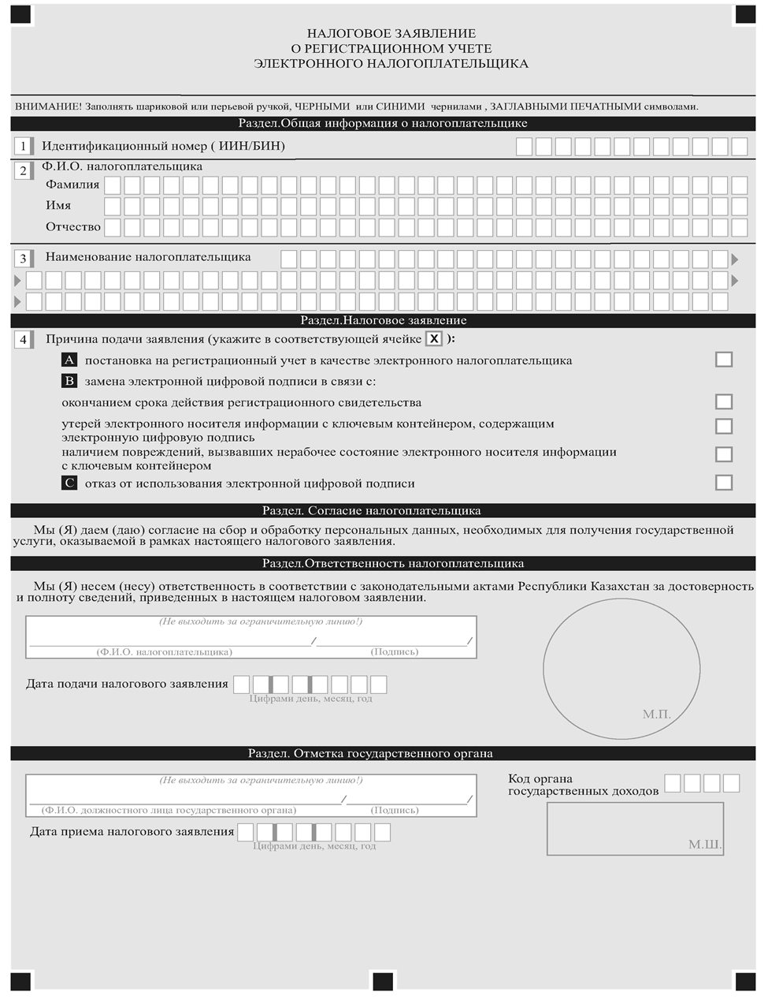 НАЛОГОВОЕ ЗАЯВЛЕНИЕ
О РЕГИСТРАЦИОННОМ УЧЕТЕ
ЭЛЕКТРОННОГО НАЛОГОПЛАТЕЛЬЩИКА
ВНИМАНИЕ! Заполнять шариковой или перьевой ручкой, ЧЕРНЫМИ или СИНИМИ чернилами , ЗАГЛАВНЫМИ ПЕЧАТНЫМИ символами.
Раздел.Общая информация о налогоплательщике
1 Идентификационный номер ( ИИН/БИН)
2 Ф.И.О. налогоплательщика
Фамилия
Имя
Отчество
3 Наименование налогоплательщика
Раздел.Налоговое заявление
4 Причина подачи заявления (укажите в соответствующей ячейке X ):
A постановка на регистрационный учет в качестве электронного налогоплательщика
B замена электронной цифровой подписи в связи с:
окончанием срока действия регистрационного свидетельства
утерей электронного носителя информации с ключевым контейнером, содержащим
электронную цифровую подпись
наличием повреждений, вызвавших нерабочее состояние электронного носителя информации
с ключевым контейнером
C отказ от использования электронной цифровой подписи
Раздел. Согласие налогоплательщика
Мы (Я) даем (даю) согласие на сбор и обработку персональных данных, необходимых для получения государственной
услуги, оказываемой в рамках настоящего налогового заявления.
Раздел.Ответственность налогоплательщика
Мы (Я) несем (несу) ответственность в соответствии с законодательными актами Республики Казахстан за достоверность
и полноту сведений, приведенных в настоящем налоговом заявлении.
(Не выходить за ограничительную линию!)
/ /
(Ф.И.О. налогоплательщика) (Подпись)
Дата подачи налогового заявления
Цифрами день, месяц, год
М.П.
Раздел. Отметка государственного органа
(Не выходить за ограничительную линию!)
/ /
(Ф.И.О. должностного лица государственного органа) (Подпись)
Код органа
государственных доходов
Дата приема налогового заявления
Цифрами день, месяц, год
М.Ш.